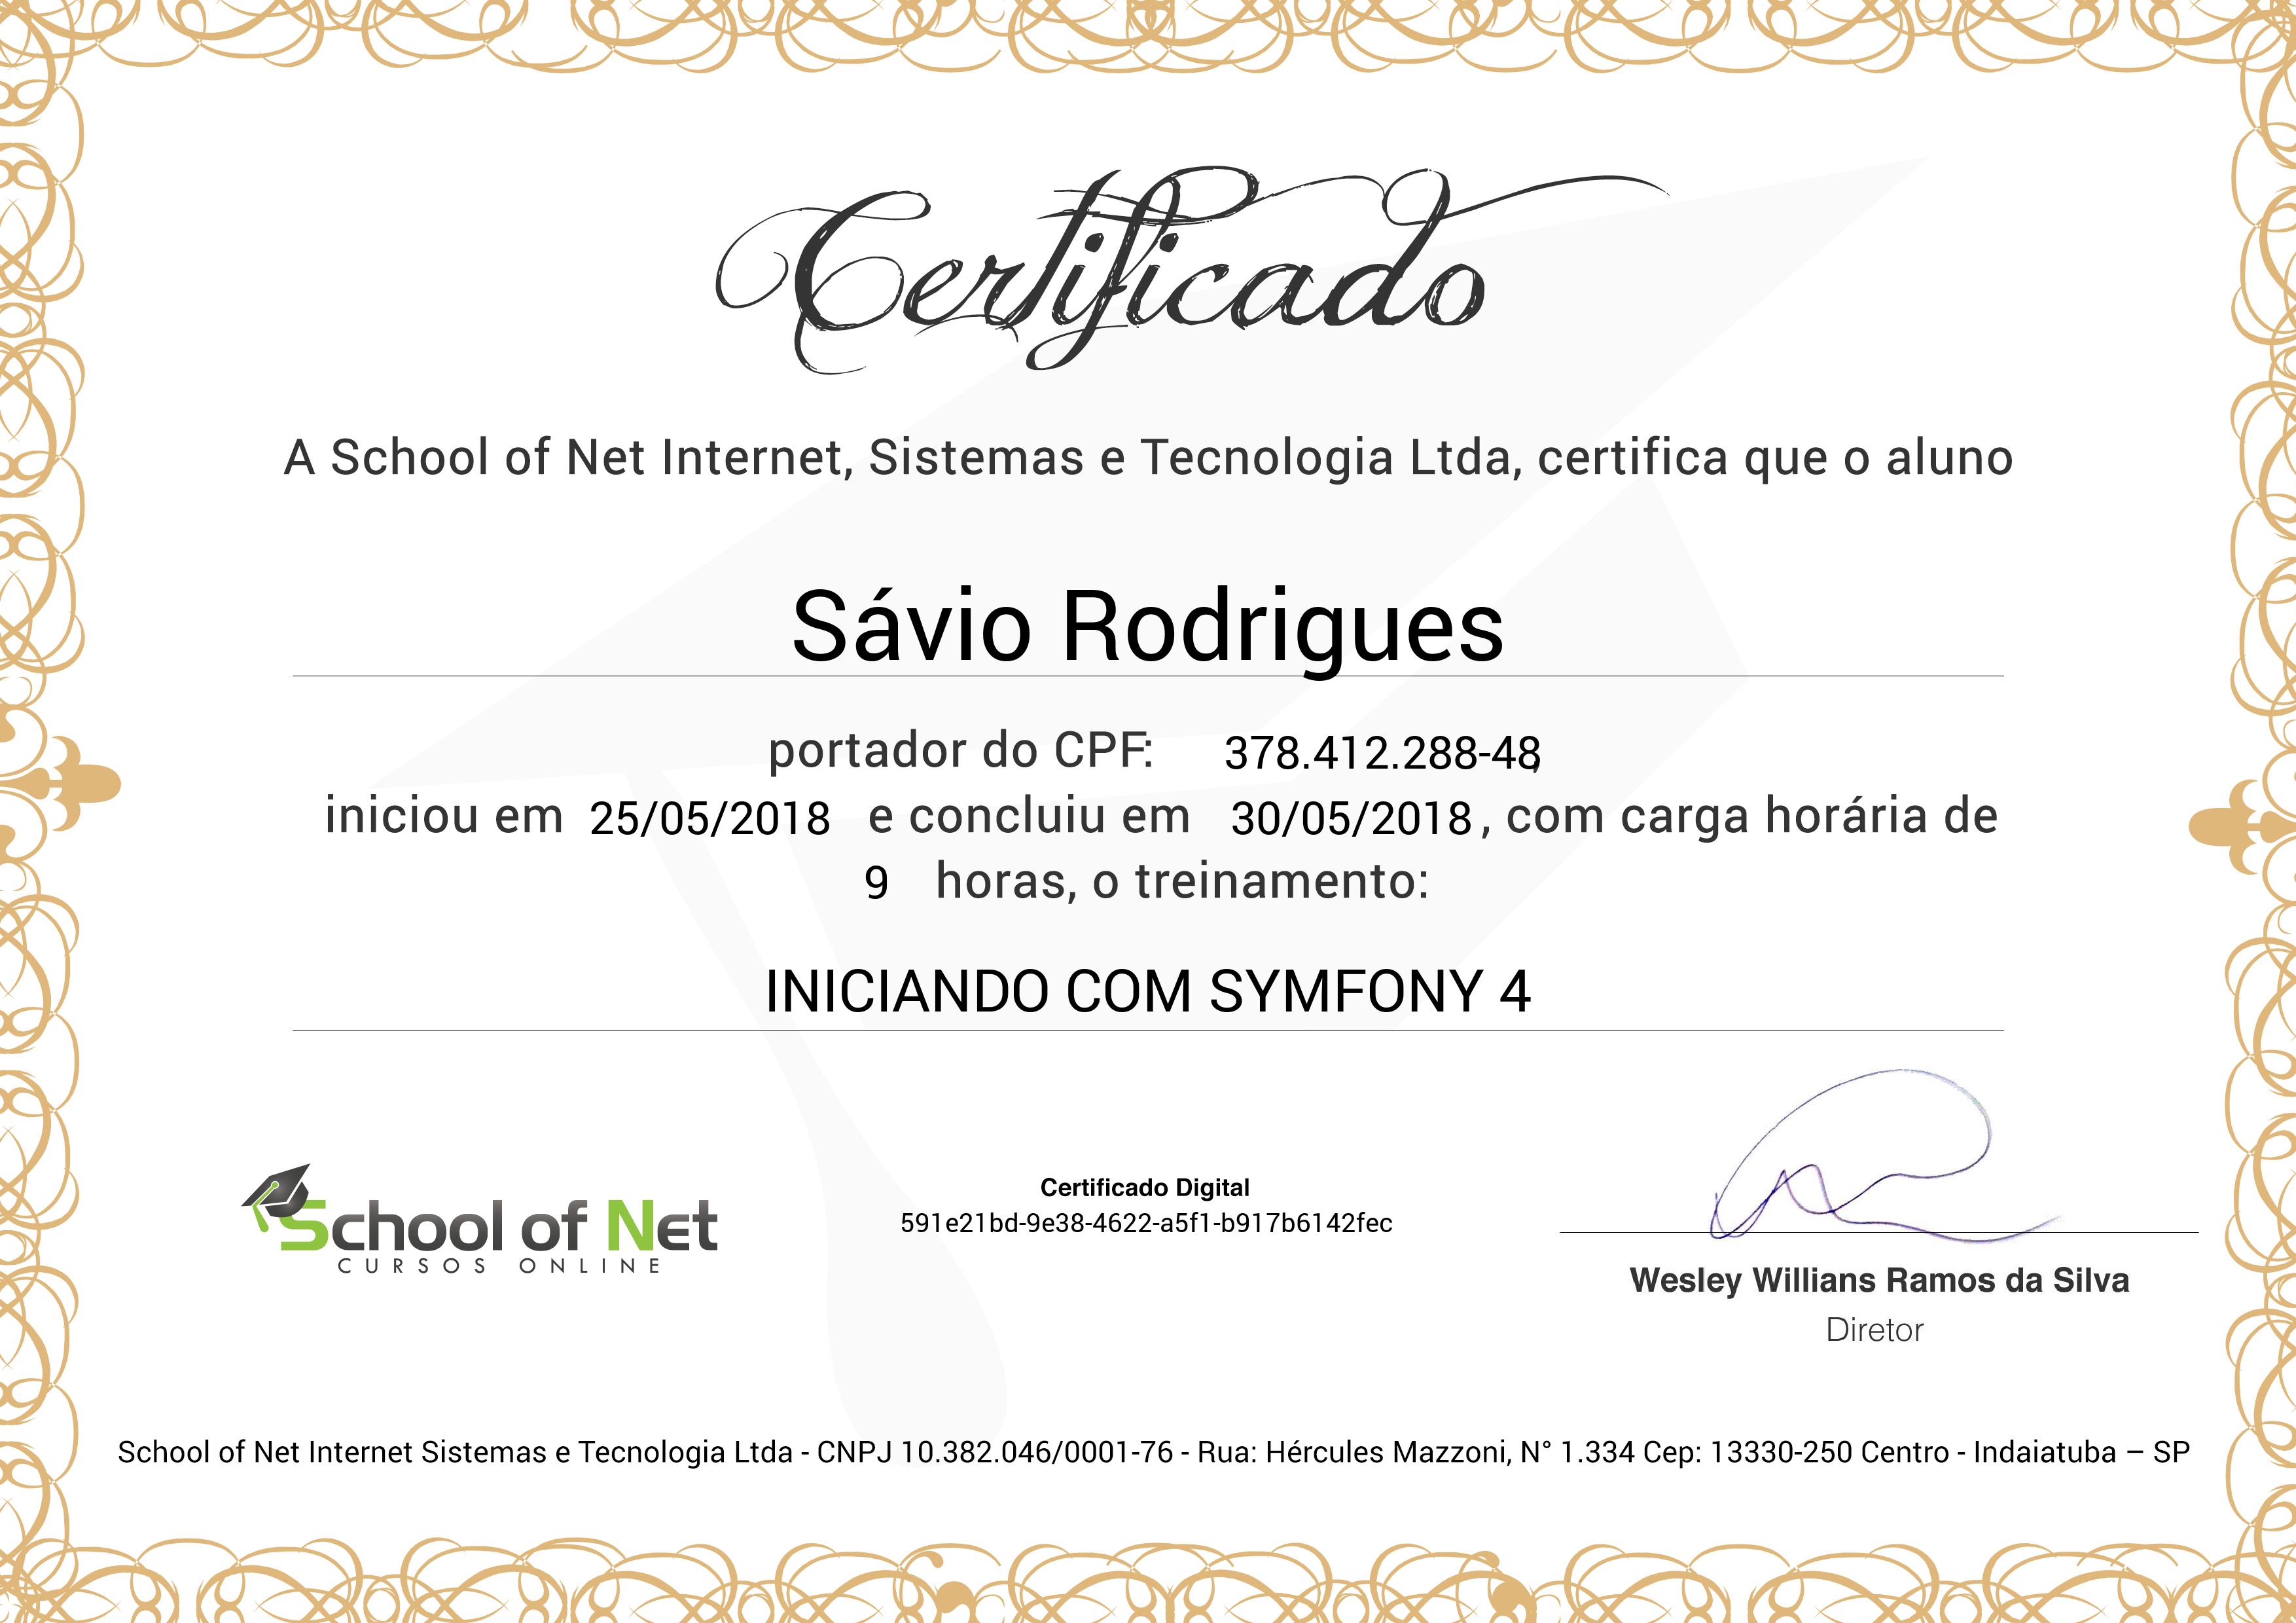 Certificado
A School of Net Internet, Sistemas e Tecnologia Ltda, certifica que o aluno
Sávio Rodrigues
portador do CPF: 378.412.288-48,
iniciou em 25/05/2018 e concluiu em 30/05/2018, com carga horária de
9 horas, o treinamento:
INICIANDO COM SYMFONY 4
School of Net
CURSOS ONLINE
Certificado Digital
591e21bd-9e38-4622-a5f1-b917b6142fec
Wesley Willians Ramos da Silva
Diretor
School of Net Internet Sistemas e Tecnologia Ltda - CNPJ 10.382.046/0001-76 - Rua: Hércules Mazzoni, N° 1.334 Cep: 13330-250 Centro - Indaiatuba – SP